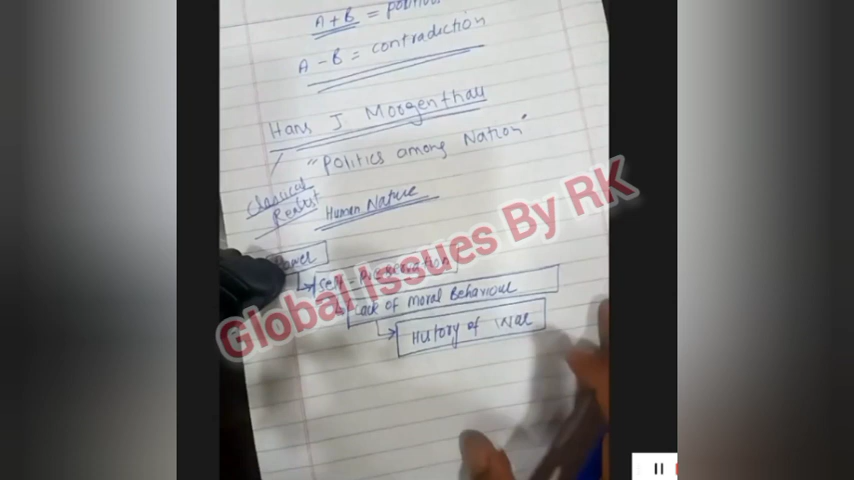 A + B =
A - B = contradiction
Hans J Morgenthau
"Politics among Nation"
Classical
Realist
Human Nature
Power
Self-Preservation
Lack of Moral Behaviour
History of War
Global Issues By RK